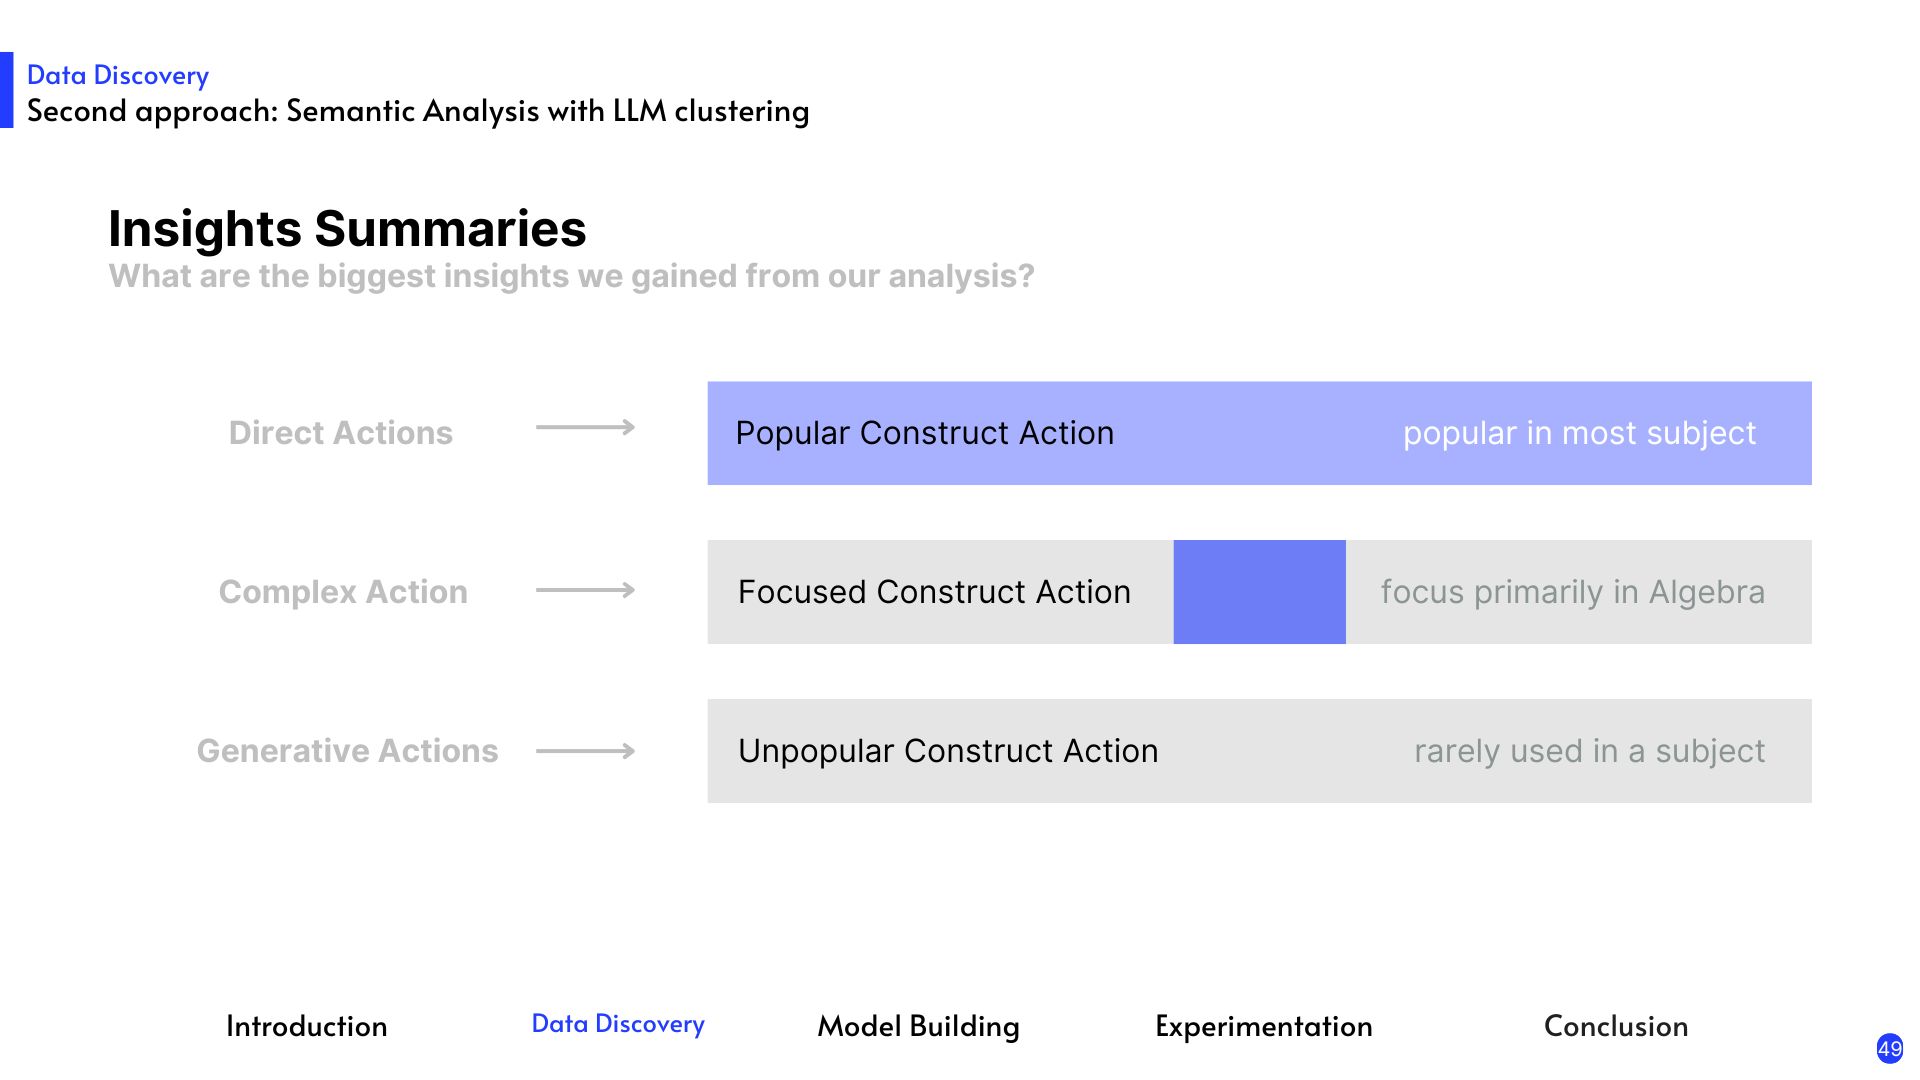 Data Discovery
Second approach: Semantic Analysis with LLM clustering
Insights Summaries
What are the biggest insights we gained from our analysis?
Direct Actions
Popular Construct Action
popular in most subject
Complex Action
Focused Construct Action
focus primarily in Algebra
Generative Actions
Unpopular Construct Action
rarely used in a subject
Introduction
Data Discovery
Model Building
Experimentation
Conclusion
49